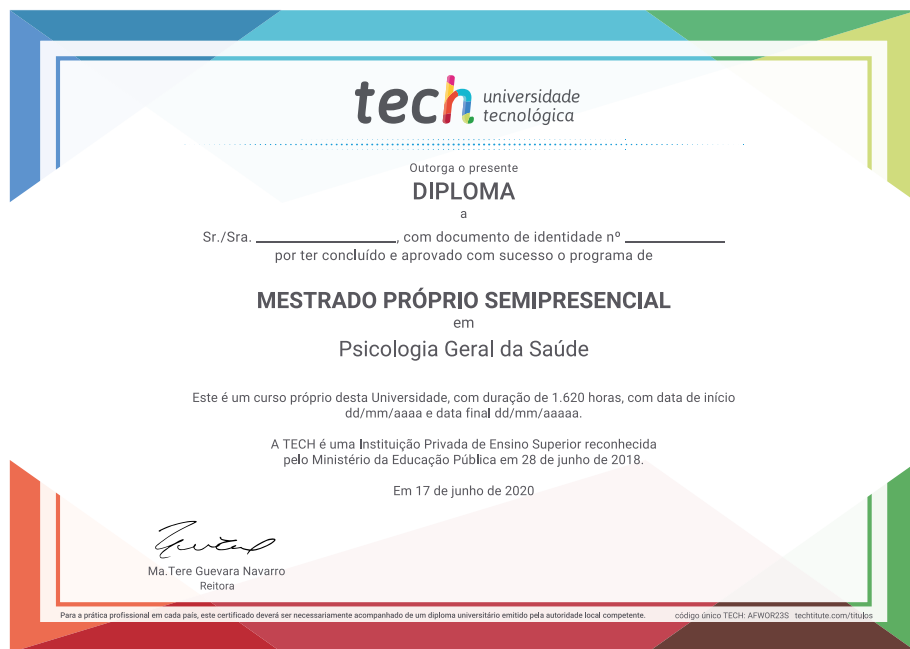 tech universidade
tecnológica
Outorga o presente
DIPLOMA
a
Sr./Sra. ____________________, com documento de identidade nº ______________
por ter concluído e aprovado com sucesso o programa de
MESTRADO PRÓPRIO SEMIPRESENCIAL
em
Psicologia Geral da Saúde
Este é um curso próprio desta Universidade, com duração de 1.620 horas, com data de início
dd/mm/aaaa e data final dd/mm/aaaaa.
A TECH é uma Instituição Privada de Ensino Superior reconhecida
pelo Ministério da Educação Pública em 28 de junho de 2018.
Em 17 de junho de 2020
Ma.Tere Guevara Navarro
Reitora
Para a prática profissional em cada país, este certificado deverá ser necessariamente acompanhado de um diploma universitário emitido pela autoridade local competente. código único TECH: AFWOR23S techtitute.com/titulos